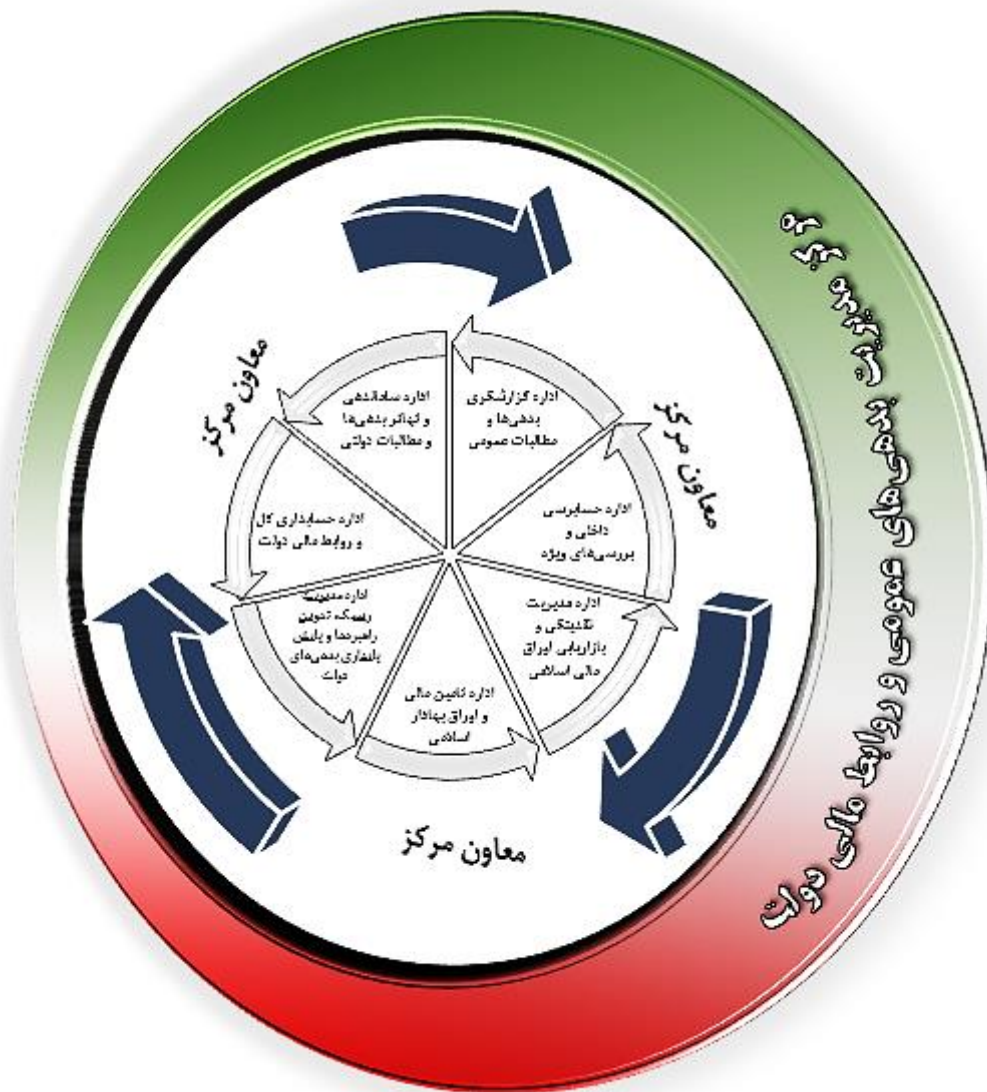 مرکز مدیریت بدهی‌های عمومی و روابط مالی دولت
معاون مرکز
معاون مرکز
معاون مرکز
اداره گزارشگری
بدهی‌ها و
مطالبات عمومی
اداره حسابرسی
داخلی و
بررسی‌های ویژه
اداره مدیریت
نقدینگی و
بازاریابی اوراق
مالی اسلامی
اداره تامین مالی
و اوراق بهادار
اسلامی
اداره مدیریت
ریسک، تدوین
راهبردها و پایش
پایداری بدهی‌های
دولت
اداره حسابداری کل
و روابط مالی دولت
اداره ساماندهی
و تهاتر بدهی‌ها
و مطالبات دولتی